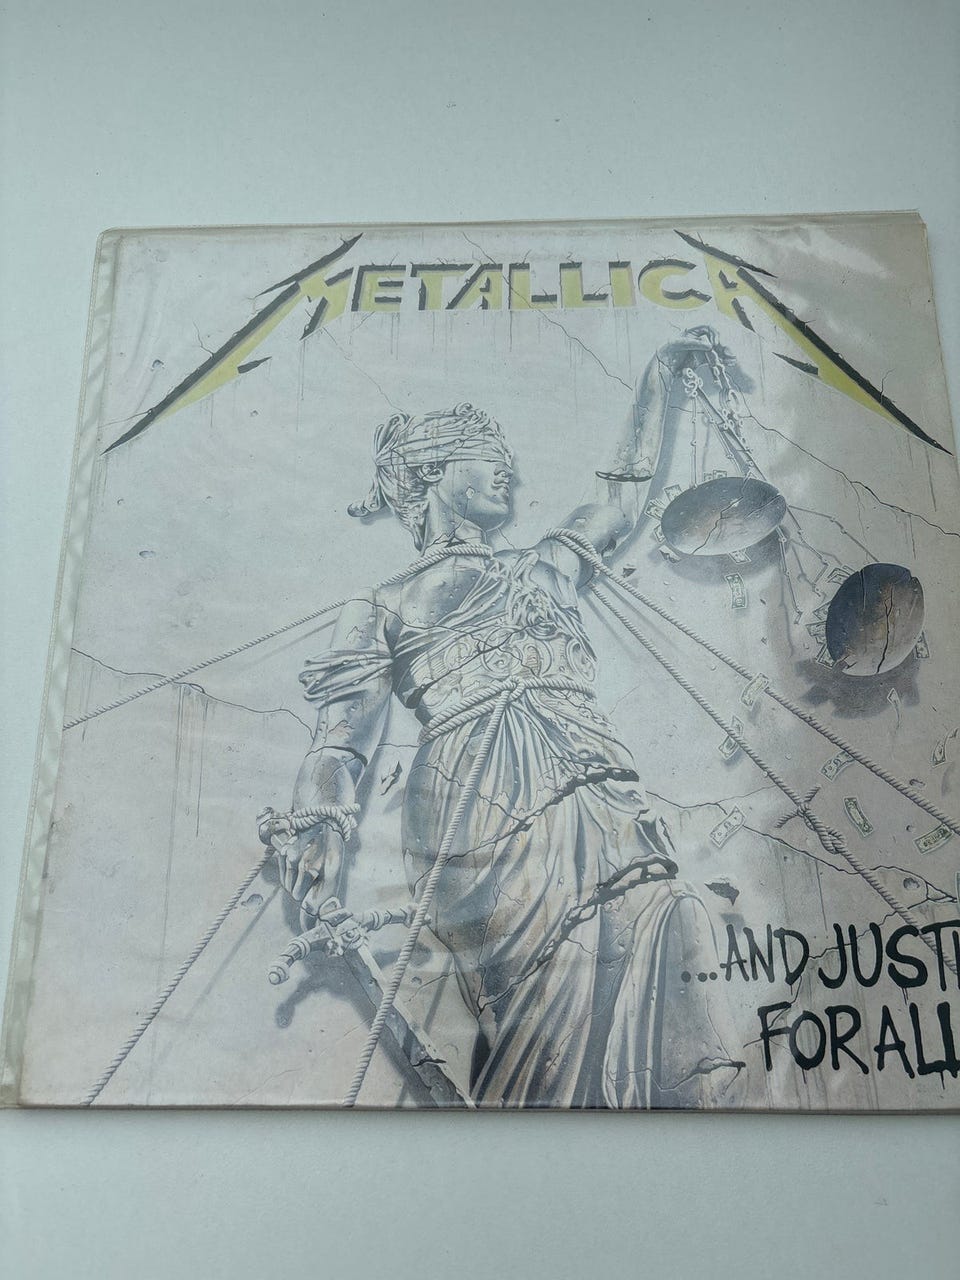 METALLICA
...AND JUSTI
FOR ALL